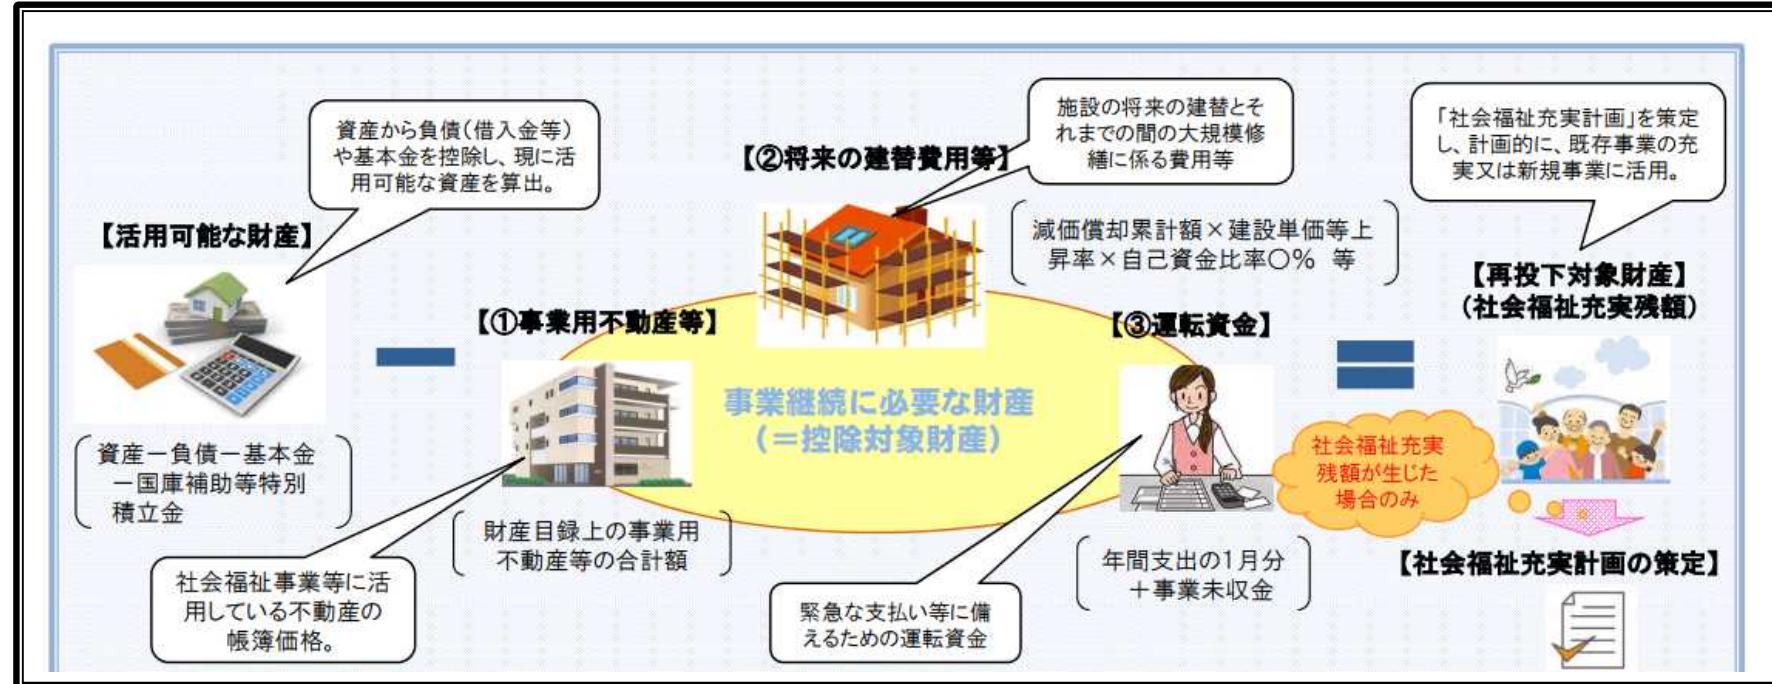 資産から負債(借入金等)
や基本金を控除し、現に活
用可能な資産を算出。
【活用可能な財産】
資産ー負債ー基本金
ー国庫補助等特別
積立金
【①事業用不動産等】
財産目録上の事業用
不動産等の合計額
社会福祉事業等に活
用している不動産の
帳簿価格。
【②将来の建替費用等】
施設の将来の建替とそ
れまでの間の大規模修
繕に係る費用等
減価償却累計額×建設単価等上
昇率×自己資金比率〇% 等
事業継続に必要な財産
(=控除対象財産)
【③運転資金】
年間支出の1月分
+事業未収金
緊急な支払い等に備
えるための運転資金
「社会福祉充実計画」を策定
し、計画的に、既存事業の充
実又は新規事業に活用。
【再投下対象財産】
(社会福祉充実残額)
社会福祉充実
残額が生じた
場合のみ
【社会福祉充実計画の策定】